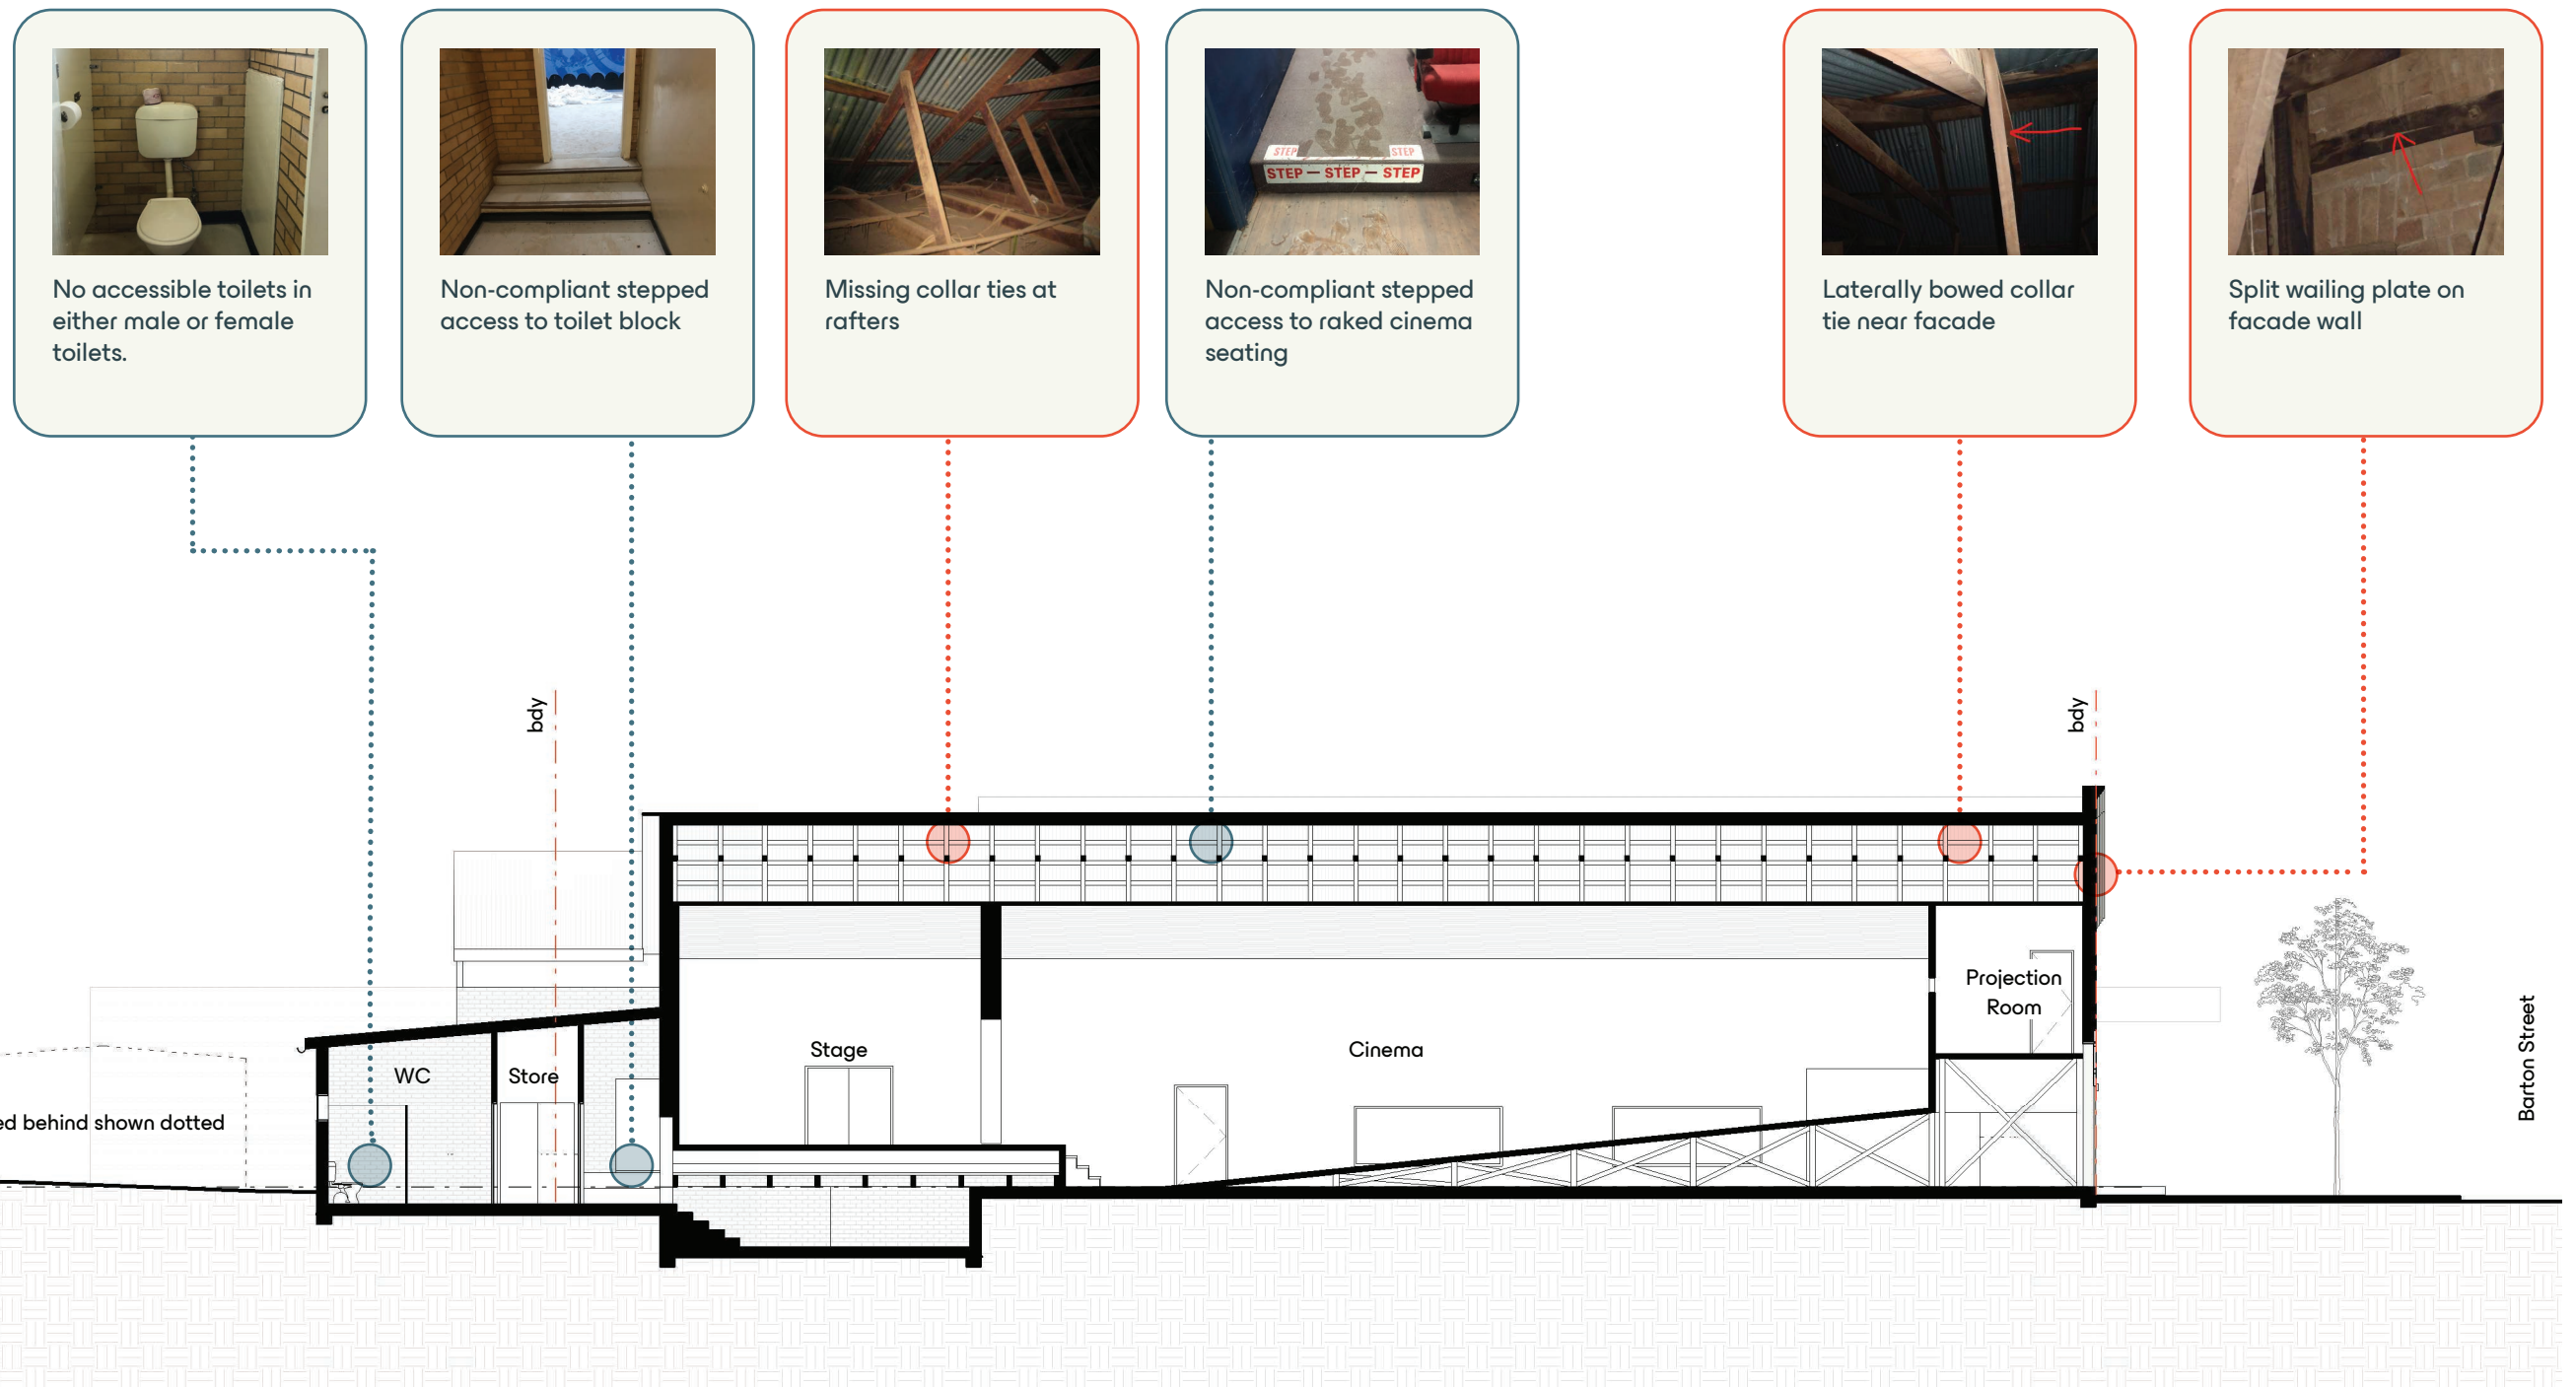 STEP STEP
STEP — STEP — STEP
No accessible toilets in
either male or female
toilets.
Non-compliant stepped
access to toilet block
Missing collar ties at
rafters
Non-compliant stepped
access to raked cinema
seating
Laterally bowed collar
tie near facade
Split wailing plate on
facade wall
bdy
bdy
Projection
Room
Stage
Cinema
WC
Store
ed behind shown dotted
Barton Street